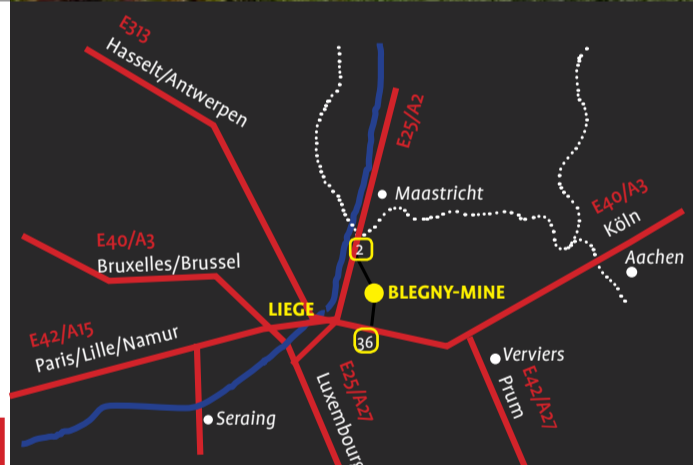 E313
Hasselt/Antwerpen
E25/A2
Maastricht
E40/A3
Köln
Aachen
E40/A3
Bruxelles/Brussel
2
BLEGNY-MINE
LIEGE
E42/A15
Paris/Lille/Namur
36
Verviers
E42/A27
Prum
E25/A27
Luxembourg
Seraing